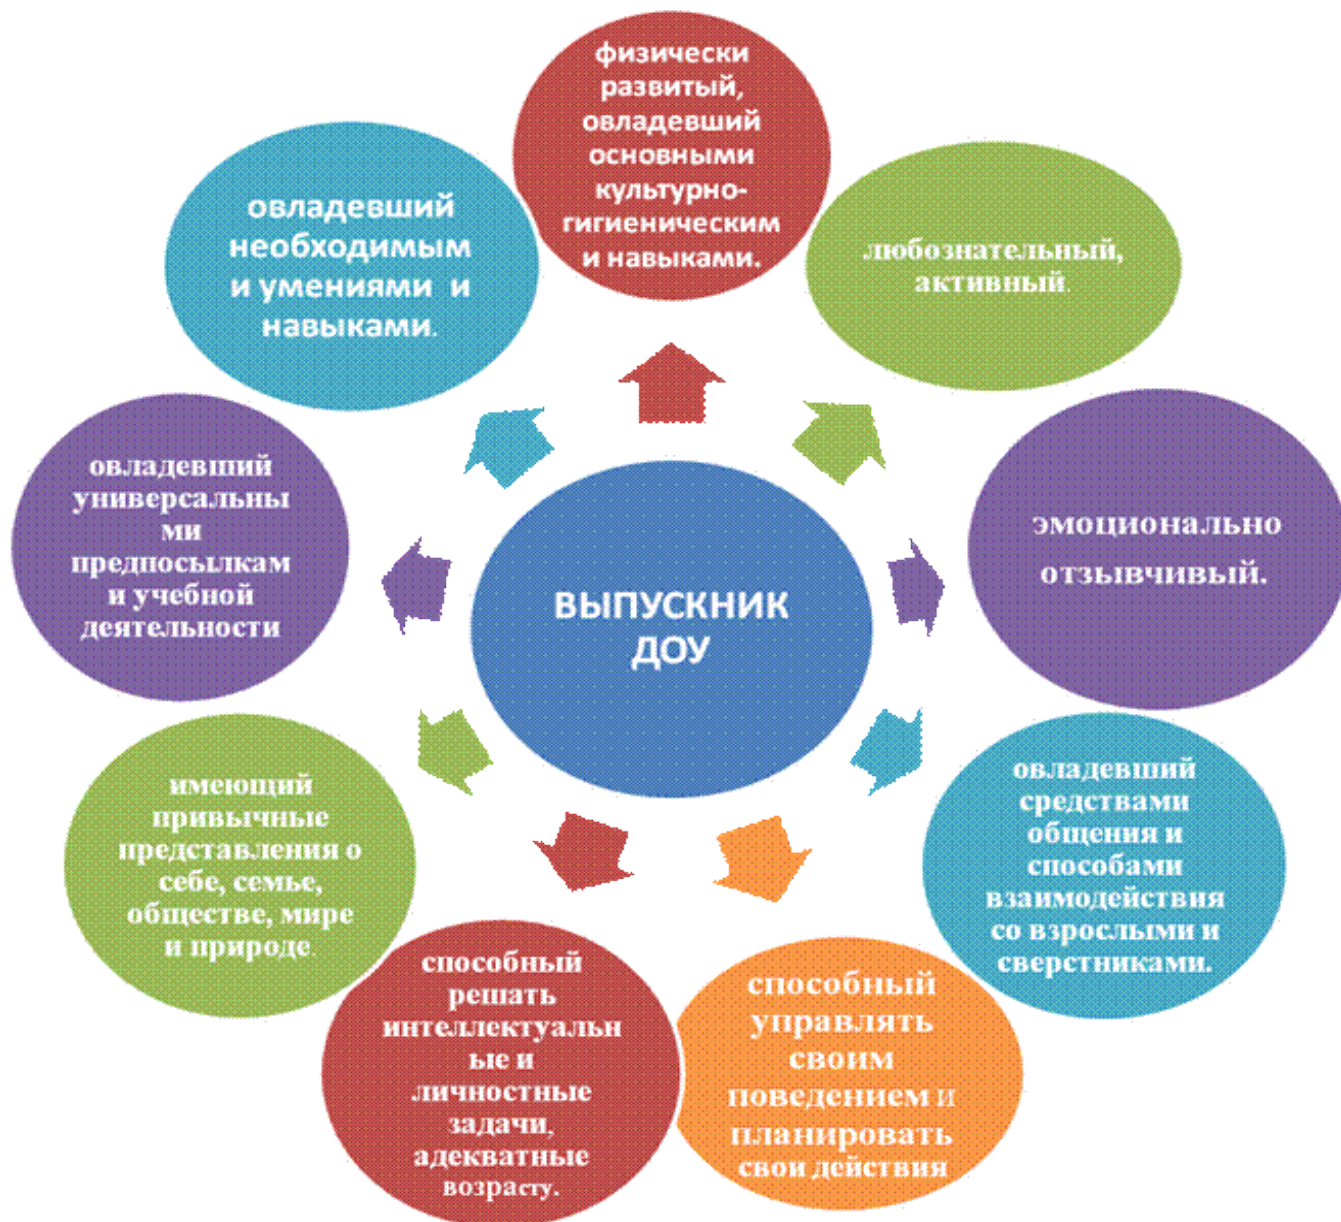 физически
развитый,
овладевший
основными
культурно-
гигиеническим
и навыками.
любознательный,
активный.
эмоционально
отзывчивый.
овладевший
средствами
общения и
способами
взаимодействия
со взрослыми и
сверстниками.
способный
управлять
своим
поведением и
планировать
свои действия
способный
решать
интеллектуальн
ые и
личностные
задачи,
адекватные
возрасту.
имеющий
привычные
представления о
себе, семье,
обществе, мире
и природе.
овладевший
универсальны
ми
предпосылкам
и учебной
деятельности
овладевший
необходимым
и умениями и
навыками.
ВЫПУСКНИК
ДОУ